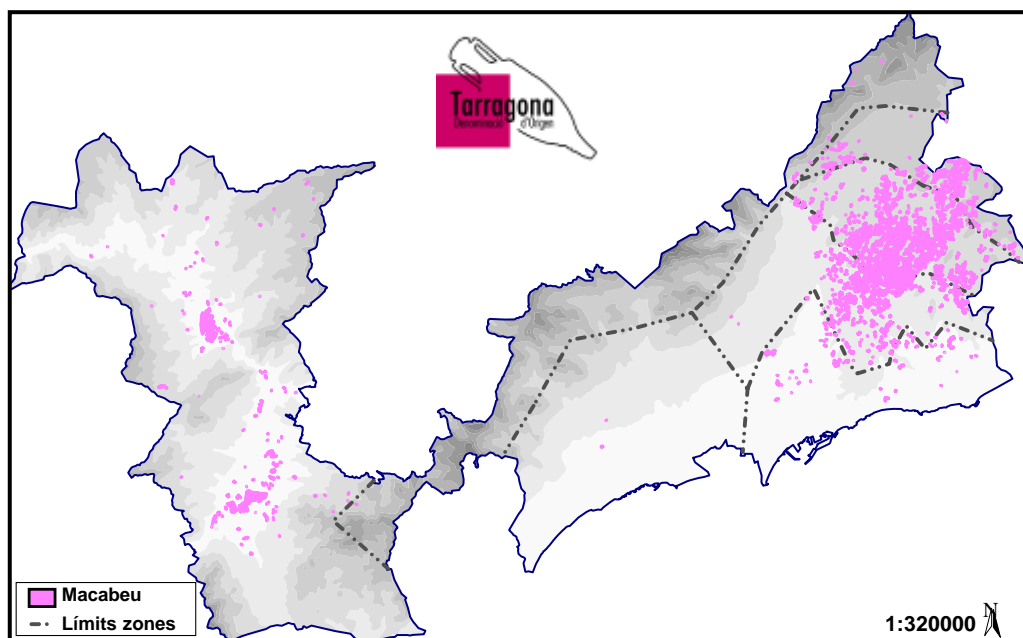 Tarragona
Denominació d'Origen
Macabeu
Límits zones
1:320000
N